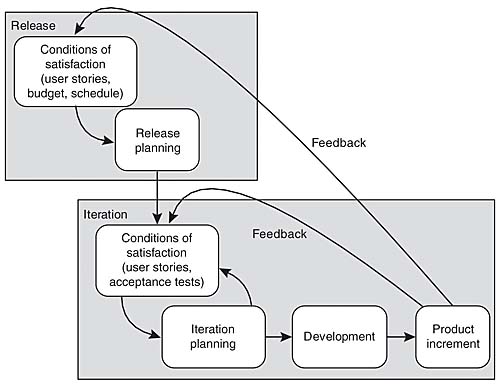 Release
Conditions of
satisfaction
(user stories,
budget, schedule)
Release
planning
Feedback
Iteration
Conditions of
satisfaction
(user stories,
acceptance tests)
Feedback
Iteration
planning
Development
Product
increment